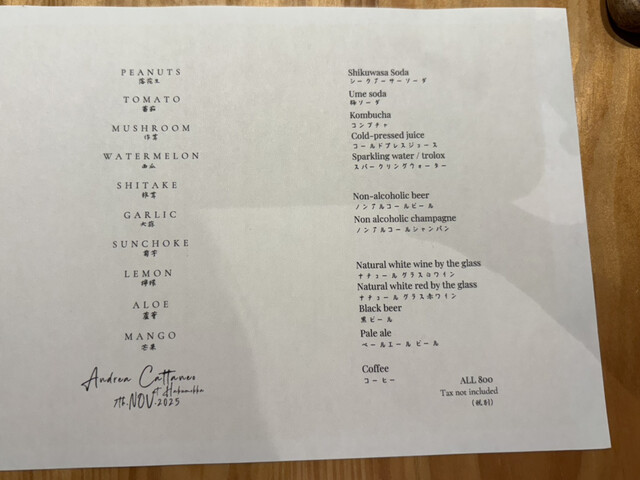 PEANUTS
落花生
TOMATO
蕃茄
MUSHROOM
作茸
WATERMELON
西瓜
SHITAKE
椎茸
GARLIC
大蒜
SUNCHOKE
菊芋
LEMON
檸檬
ALOE
蘆薈
MANGO
芒果
Andrea Cattaneo
at
7th.NOV.2025
Shikuwasa Soda
シークアーサーソーダ
Ume soda
梅ソーダ
Kombucha
コンブチャ
Cold-pressed juice
コールドプレスジュース
Sparkling water / trolox
スパークリングウォーター
Non-alcoholic beer
ノンアルコールビール
Non alcoholic champagne
ノンアルコールシャンパン
Natural white wine by the glass
ナチュール グラス白ワイン
Natural white red by the glass
ナチュール グラス赤ワイン
Black beer
黒ビール
Pale ale
ペールエールビール
Coffee
コーヒー
ALL 800
Tax not included
(税別)